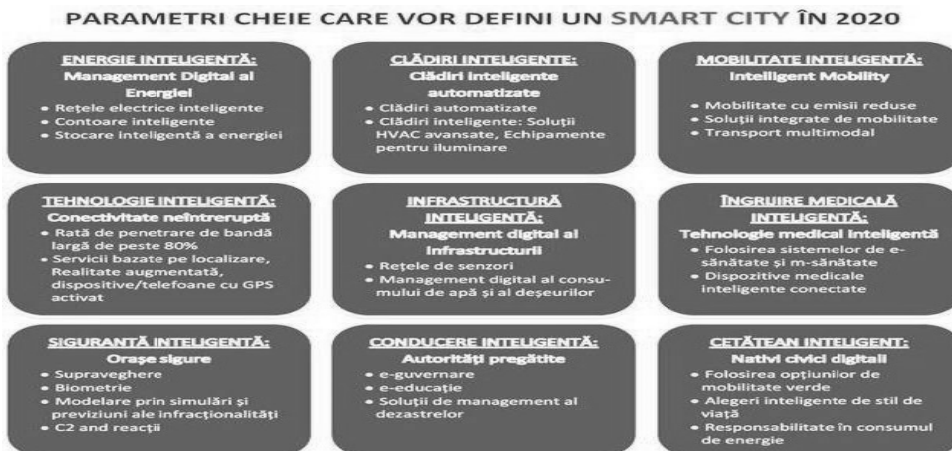 PARAMETRI CHEIE CARE VOR DEFINI UN SMART CITY ÎN 2020
ENERGIE INTELIGENTĂ:
Management Digital al
Energiei
• Rețele electrice inteligente
• Contoare inteligente
• Stocare inteligentă a energiei
CLĂDIRI INTELIGENTE:
Clădiri inteligente
automatizate
• Clădiri automatizate
• Clădiri inteligente: Soluții
HVAC avansate, Echipamente
pentru iluminare
MOBILITATE INTELIGENTĂ:
Intelligent Mobility
• Mobilitate cu emisii reduse
• Soluții integrate de mobilitate
• Transport multimodal
TEHNOLOGIE INTELIGENTĂ:
Conectivitate neîntreruptă
• Rată de penetrare de bandă
largă de peste 80%
• Servicii bazate pe localizare,
Realitate augmentată,
dispozitive/telefoane cu GPS
activat
INFRASTRUCTURĂ
INTELIGENTĂ:
Management digital al
Infrastructurii
• Rețele de senzori
• Management digital al consu-
mului de apă și al deșeurilor
ÎNGRUIRE MEDICALĂ
INTELIGENTĂ:
Tehnologie medical inteligentă
• Folosirea sistemelor de e-
sănătate și m-sănătate
• Dispozitive medicale
inteligente conectate
SIGURANTĂ INTELIGENTĂ:
Orașe sigure
• Supraveghere
• Biometrie
• Modelare prin simulări și
previziuni ale infracționalități
• C2 and reacții
CONDUCERE INTELIGENTĂ:
Autorități pregătite
• e-guvernare
• e-educație
• Soluții de management al
dezastrelor
CETĂTEAN INTELIGENT:
Nativi civici digitali
• Folosirea opțiunilor de
mobilitate verde
• Alegeri inteligente de stil de
viață
• Responsabilitate în consumul
de energie